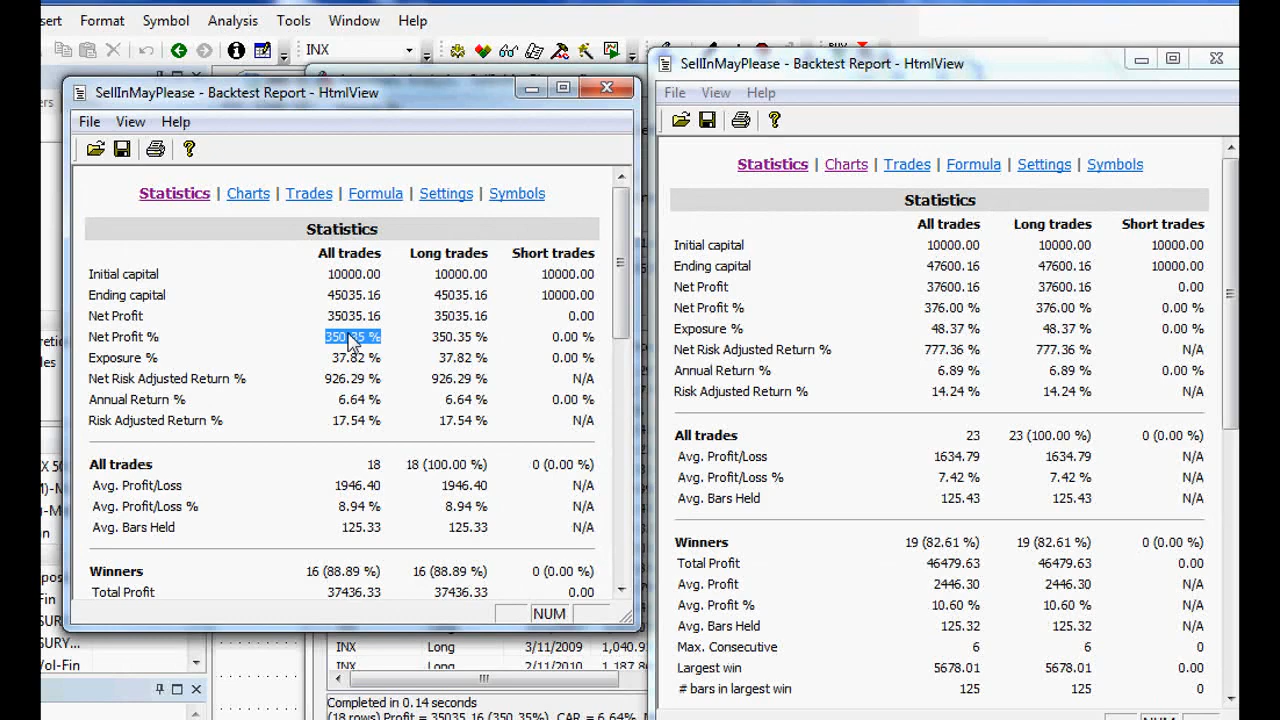 sert Format Symbol Analysis Tools Window Help
INX
SellInMayPlease - Backtest Report - HtmlView
File View Help
Statistics | Charts | Trades | Formula | Settings | Symbols
Statistics
All trades Long trades Short trades
Initial capital 10000.00 10000.00 10000.00
Ending capital 45035.16 45035.16 10000.00
Net Profit 35035.16 35035.16 0.00
Net Profit % 350.35 % 350.35 % 0.00 %
Exposure % 37.82 % 37.82 % 0.00 %
Net Risk Adjusted Return % 926.29 % 926.29 % N/A
Annual Return % 6.64 % 6.64 % 0.00 %
Risk Adjusted Return % 17.54 % 17.54 % N/A
All trades 18 18 (100.00 %) 0 (0.00 %)
Avg. Profit/Loss 1946.40 1946.40 N/A
Avg. Profit/Loss % 8.94 % 8.94 % N/A
Avg. Bars Held 125.33 125.33 N/A
Winners 16 (88.89 %) 16 (88.89 %) 0 (0.00 %)
Total Profit 37436.33 37436.33 0.00
NUM
SellInMayPlease - Backtest Report - HtmlView
File View Help
Statistics | Charts | Trades | Formula | Settings | Symbols
Statistics
All trades Long trades Short trades
Initial capital 10000.00 10000.00 10000.00
Ending capital 47600.16 47600.16 10000.00
Net Profit 37600.16 37600.16 0.00
Net Profit % 376.00 % 376.00 % 0.00 %
Exposure % 48.37 % 48.37 % 0.00 %
Net Risk Adjusted Return % 777.36 % 777.36 % N/A
Annual Return % 6.89 % 6.89 % 0.00 %
Risk Adjusted Return % 14.24 % 14.24 % N/A
All trades 23 23 (100.00 %) 0 (0.00 %)
Avg. Profit/Loss 1634.79 1634.79 N/A
Avg. Profit/Loss % 7.42 % 7.42 % N/A
Avg. Bars Held 125.43 125.43 N/A
Winners 19 (82.61 %) 19 (82.61 %) 0 (0.00 %)
Total Profit 46479.63 46479.63 0.00
Avg. Profit 2446.30 2446.30 N/A
Avg. Profit % 10.60 % 10.60 % N/A
Avg. Bars Held 125.32 125.32 N/A
Max. Consecutive 6 6 0
Largest win 5678.01 5678.01 0.00
# bars in largest win 125 125 0
INX Long 3/11/2009 1,040.9
INX Long 2/11/2010 1,187.8
Completed in 0.14 seconds
(18 rows) Profit = 35035.16 (350.35%), CAR = 6.64%,